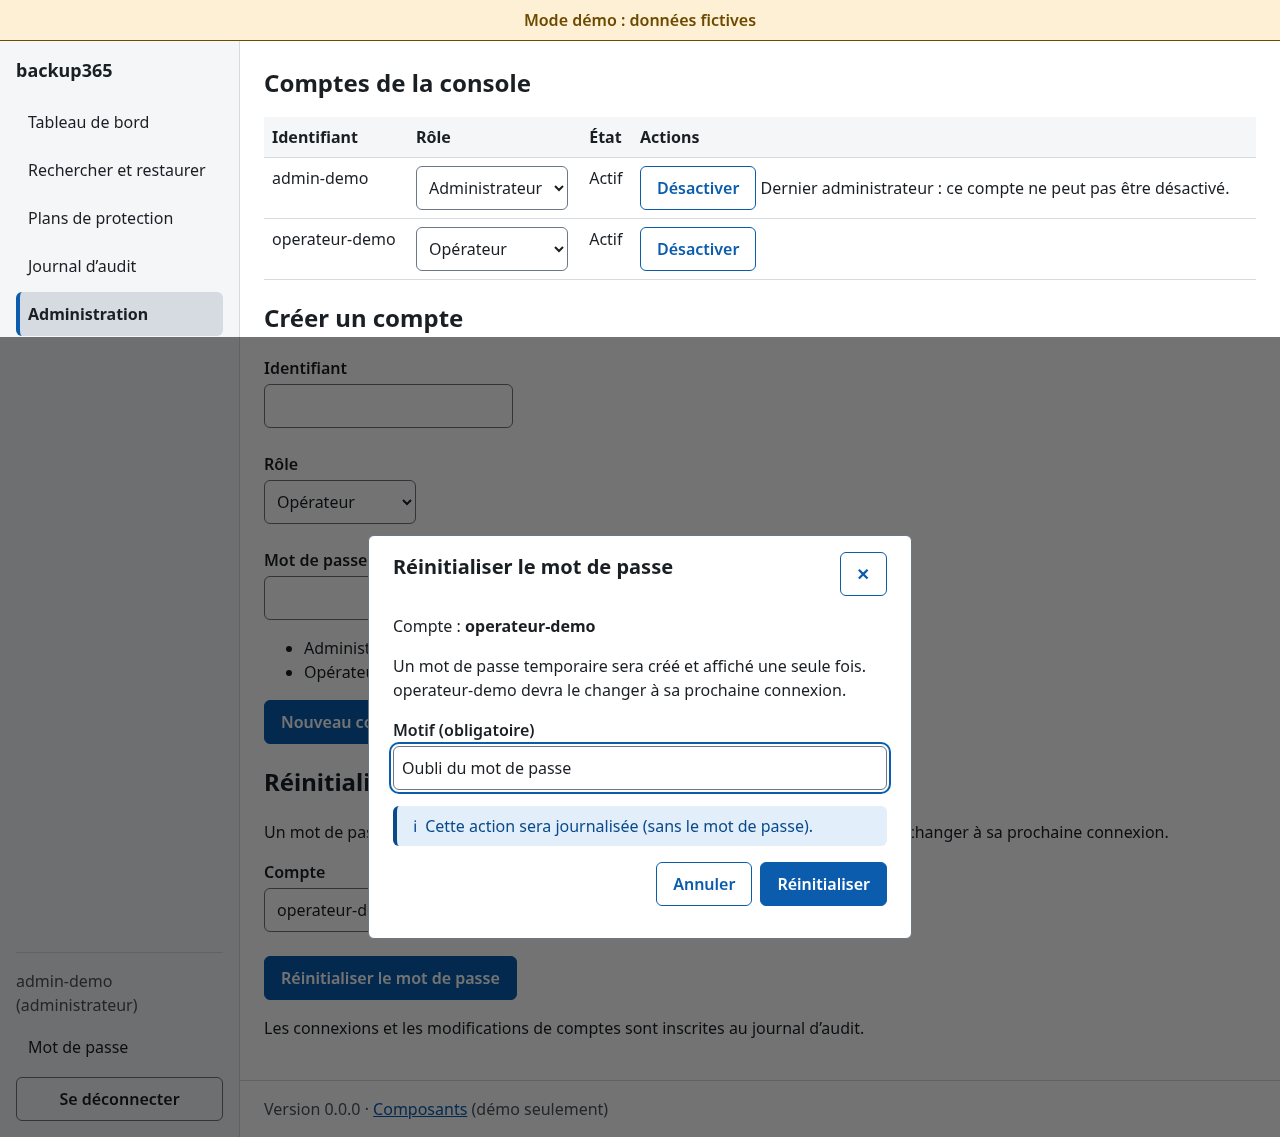 Mode démo : données fictives
backup365
Tableau de bord
Rechercher et restaurer
Plans de protection
Journal d’audit
Administration
Comptes de la console
Identifiant Rôle État Actions
admin-demo Administrateur Actif Désactiver Dernier administrateur : ce compte ne peut pas être désactivé.
operateur-demo Opérateur Actif Désactiver
Créer un compte
Identifiant
Rôle
Opérateur
Mot de passe
Nouveau
Un mot de
changer à sa prochaine connexion.
Compte
Réinitialiser le mot de passe
Les connexions et les modifications de comptes sont inscrites au journal d’audit.
Réinitialiser le mot de passe
×
Compte : operateur-demo
Un mot de passe temporaire sera créé et affiché une seule fois.
operateur-demo devra le changer à sa prochaine connexion.
Motif (obligatoire)
Oubli du mot de passe
i Cette action sera journalisée (sans le mot de passe).
Annuler Réinitialiser
admin-demo
(administrateur)
Mot de passe
Se déconnecter
Version 0.0.0 · Composants (démo seulement)